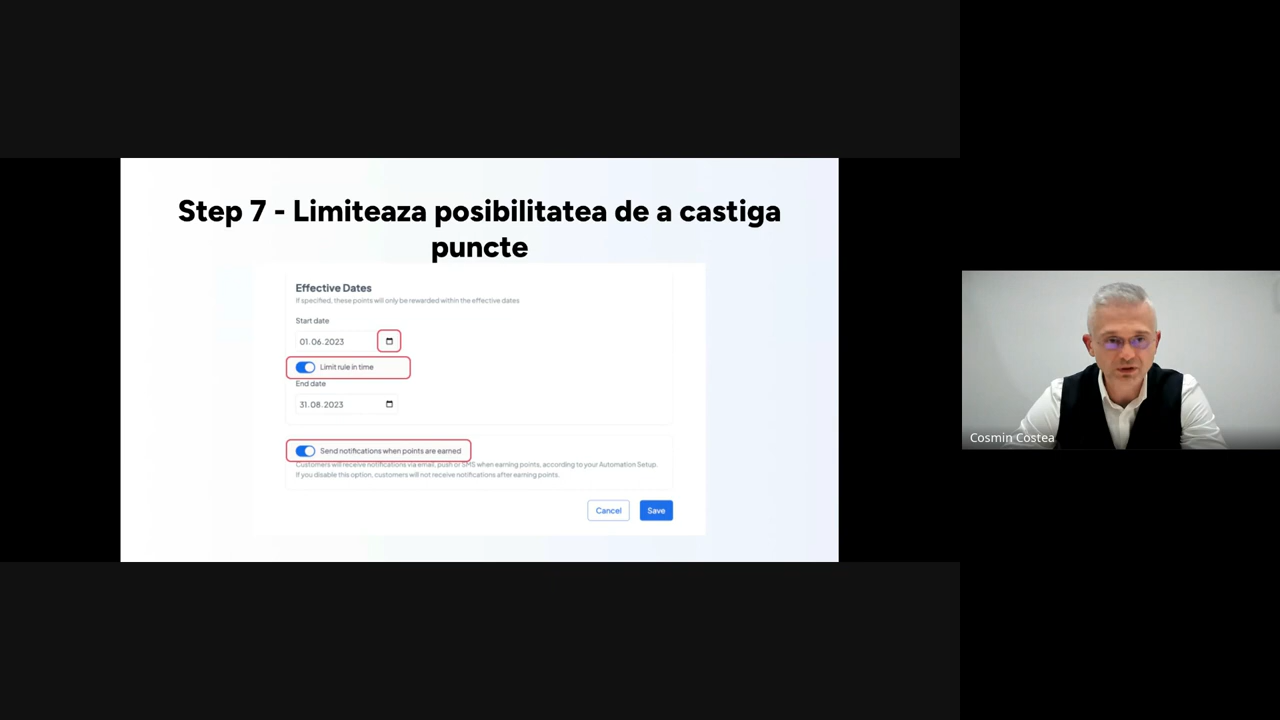 Step 7 - Limiteaza posibilitatea de a castiga
puncte
Effective Dates
If specified, these points will only be rewarded within the effective dates
Start date
01.06.2023
Limit rule in time
End date
31.08.2023
Send notifications when points are earned
Customers will receive notifications via email, push or SMS when earning points, according to your Automation Setup.
If you disable this option, customers will not receive notifications after earning points.
Cancel Save
Cosmin Costea